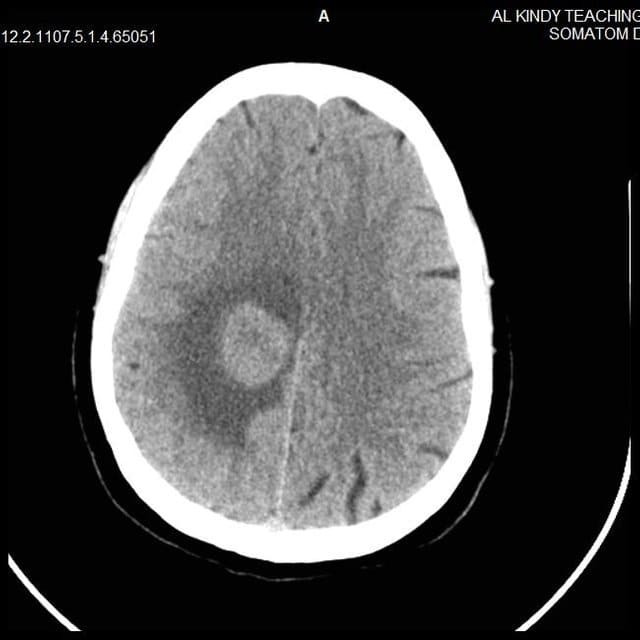 A
AL KINDY TEACHING
12.2.1107.5.1.4.65051
SOMATOM D